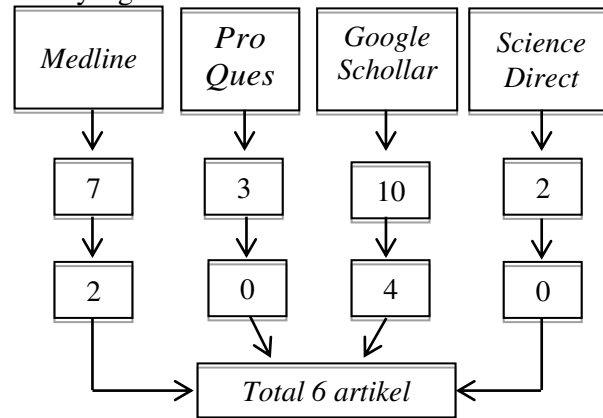 Medline
Pro
Ques
Google
Schollar
Science
Direct
7
3
10
2
2
0
4
0
Total 6 artikel